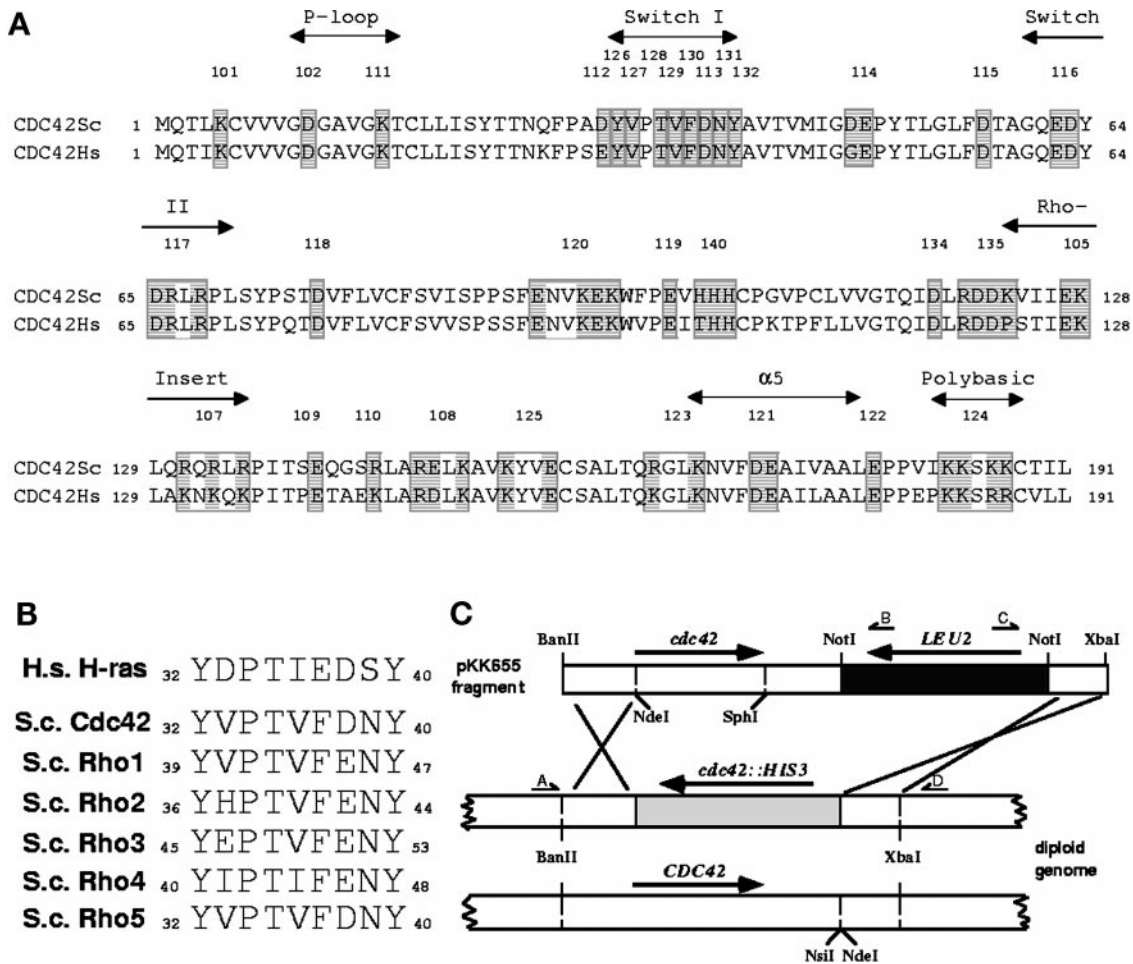 A
P-loop Switch I Switch
126 128 130 131
101 102 111 112 127 129 113 132 114 115 116
CDC42Sc 1 MQTLKCVVVGDGAVGKTCLLISYTTNQFPADYVPTVFDNYAVTVMIGDEPYTLGLFDTAGQEDY 64
CDC42Hs 1 MQTIKCVVVGDGAVGKTCLLISYTTNKFPSEYVPTVFDNYAVTVMIGGEPYTLGLFDTAGQEDY 64
II Rho-
117 118 120 119 140 134 135 105
CDC42Sc 65 DRLRPLSYPSTDVFLVCFSVISPPSFENVKEKWFPEVHHHCPGVPCLVVGTQIDLRDDKVIIEK 128
CDC42Hs 65 DRLRPLSYPQTDVFLVCFSVVSPSSFENVKEKWVPEITHHCPKTPFLLVGTQIDLRDDPSTIEK 128
Insert α5 Polybasic
107 109 110 108 125 123 121 122 124
CDC42Sc 129 LQRQRLRPITSEQGSRLARELKAVKYVECSALTQRGLKNVFDEAIVAALEPPVIKKSKKCTIL 191
CDC42Hs 129 LAKNKQKPITPETAEKLARDLKAVKYVECSALTQKGLKNVFDEAILAALEPPEPKKSRRCVLL 191
B
H.s. H-ras 32 YDPTIEDSY 40
S.c. Cdc42 32 YVPTVFDNY 40
S.c. Rho1 39 YVPTVFENY 47
S.c. Rho2 36 YHPTVFENY 44
S.c. Rho3 45 YEPTVFENY 53
S.c. Rho4 40 YIPTIFENY 48
S.c. Rho5 32 YVPTVFDNY 40
C
BanII cdc42 NotI B LEU2 C NotI XbaI
pKK655
fragment
NdeI SphI
A cdc42::HIS3 D
BanII XbaI
diploid
genome
CDC42
NsiI NdeI